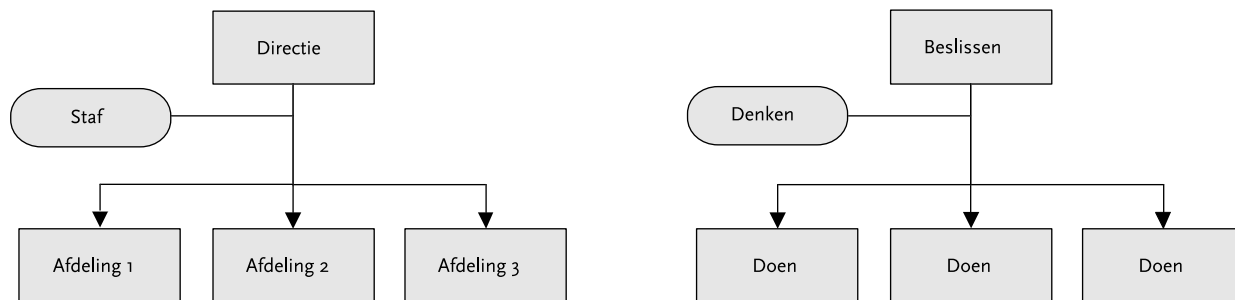 Directie
Staf
Afdeling 1
Afdeling 2
Afdeling 3
Beslissen
Denken
Doen
Doen
Doen